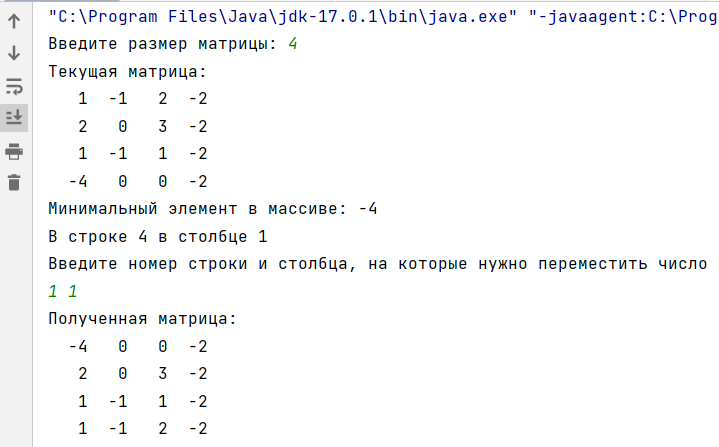 "C:\Program Files\Java\jdk-17.0.1\bin\java.exe" "-javaagent:C:\Prog
Введите размер матрицы: 4
Текущая матрица:
1 -1 2 -2
2 0 3 -2
1 -1 1 -2
-4 0 0 -2
Минимальный элемент в массиве: -4
В строке 4 в столбце 1
Введите номер строки и столбца, на которые нужно переместить число
1 1
Полученная матрица:
-4 0 0 -2
2 0 3 -2
1 -1 1 -2
1 -1 2 -2